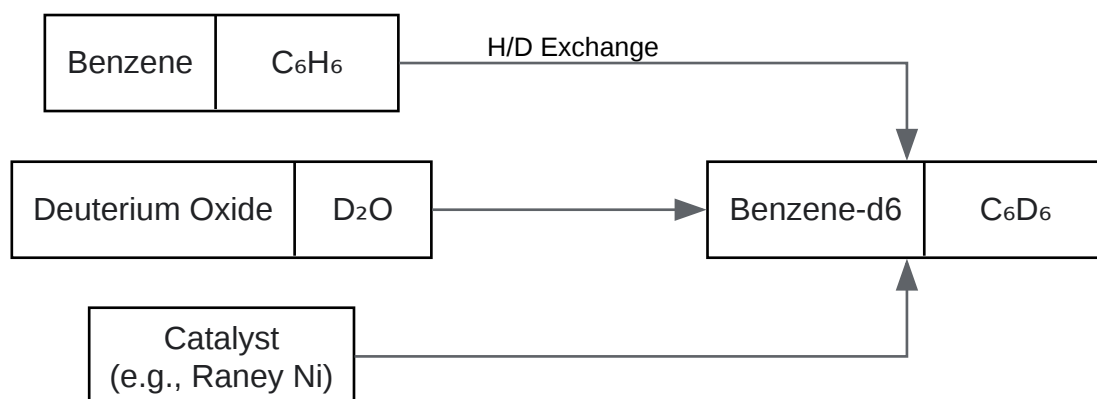 Benzene
C₆H₆
H/D Exchange
Deuterium Oxide
D₂O
Benzene-d6
C₆D₆
Catalyst
(e.g., Raney Ni)